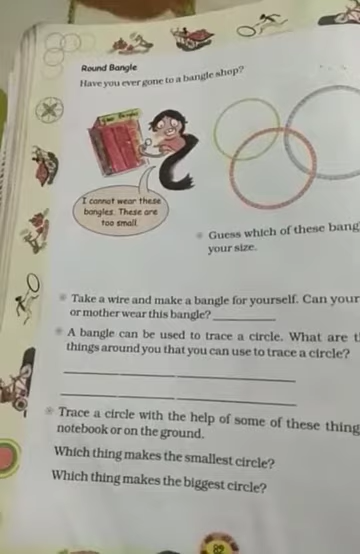 Round Bangle
Have you ever gone to a bangle shop?
I cannot wear these
bangles. These are
too small.
Guess which of these bang
your size.
Take a wire and make a bangle for yourself. Can your
or mother wear this bangle?
A bangle can be used to trace a circle. What are t
things around you that you can use to trace a circle?
Trace a circle with the help of some of these thing
notebook or on the ground.
Which thing makes the smallest circle?
Which thing makes the biggest circle?